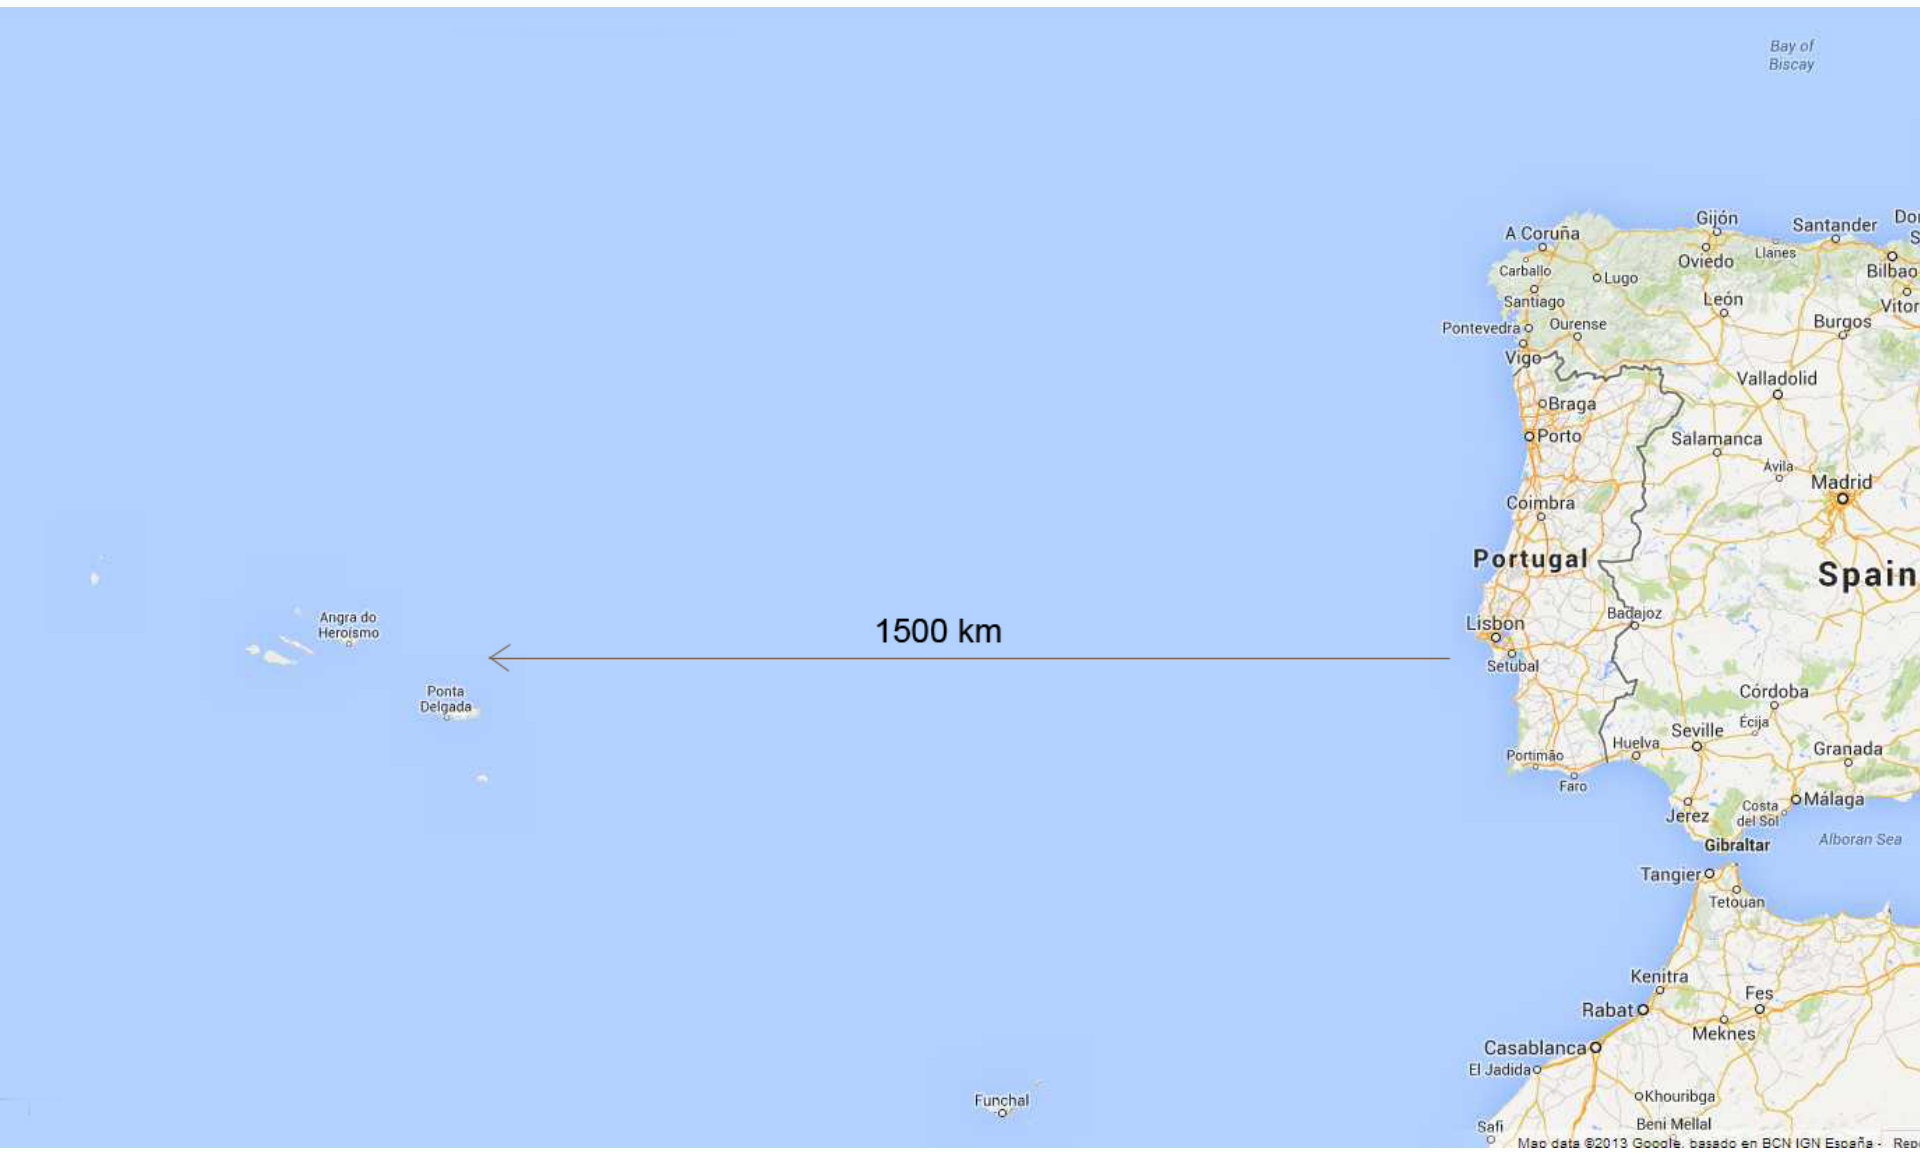 Bay of
Biscay
Gijón
Santander
A Coruña
Carballo
Lugo
Oviedo
Llanes
Bilbao
Santiago
León
Pontevedra
Ourense
Burgos
Vigo
Valladolid
Braga
Porto
Salamanca
Ávila
Madrid
Coimbra
Portugal
Spain
Angra do
Heroísmo
1500 km
Lisbon
Badajoz
Setúbal
Ponta
Delgada
Córdoba
Écija
Seville
Huelva
Granada
Portimão
Faro
Jerez
Costa
del Sol
Málaga
Gibraltar
Alboran Sea
Tangier
Tetouan
Kenitra
Rabat
Fes
Meknes
Casablanca
El Jadida
Funchal
Khouribga
Beni Mellal
Safi
Map data ©2013 Google, basado en BCN IGN España -